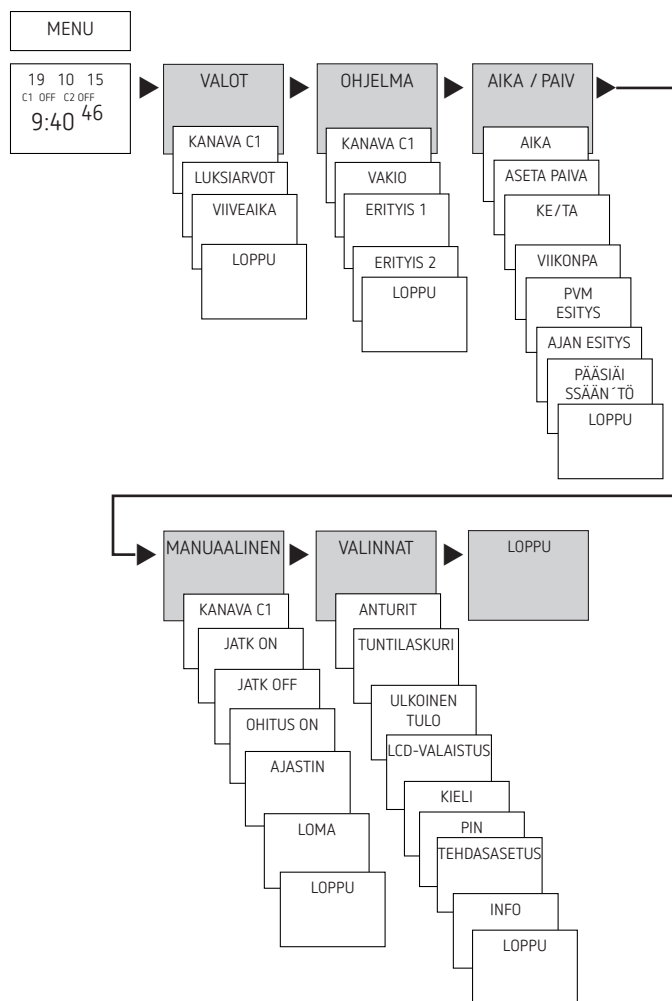 MENU
19 10 15
C1 OFF C2 OFF
9:40 46
VALOT
KANAVA C1
LUKSIARVOT
VIIVEAIKA
LOPPU
OHJELMA
KANAVA C1
VAKIO
ERITYIS 1
ERITYIS 2
LOPPU
AIKA / PAIV
AIKA
ASETA PAIVA
KE/TA
VIIKONPA
PVM
ESITYS
AJAN ESITYS
PÄÄSIÄI
SSÄÄN´TÖ
LOPPU
MANUAALINEN
KANAVA C1
JATK ON
JATK OFF
OHITUS ON
AJASTIN
LOMA
LOPPU
VALINNAT
ANTURIT
TUNTILASKURI
ULKOINEN
TULO
LCD-VALAISTUS
KIELI
PIN
TEHDASASETUS
INFO
LOPPU
LOPPU